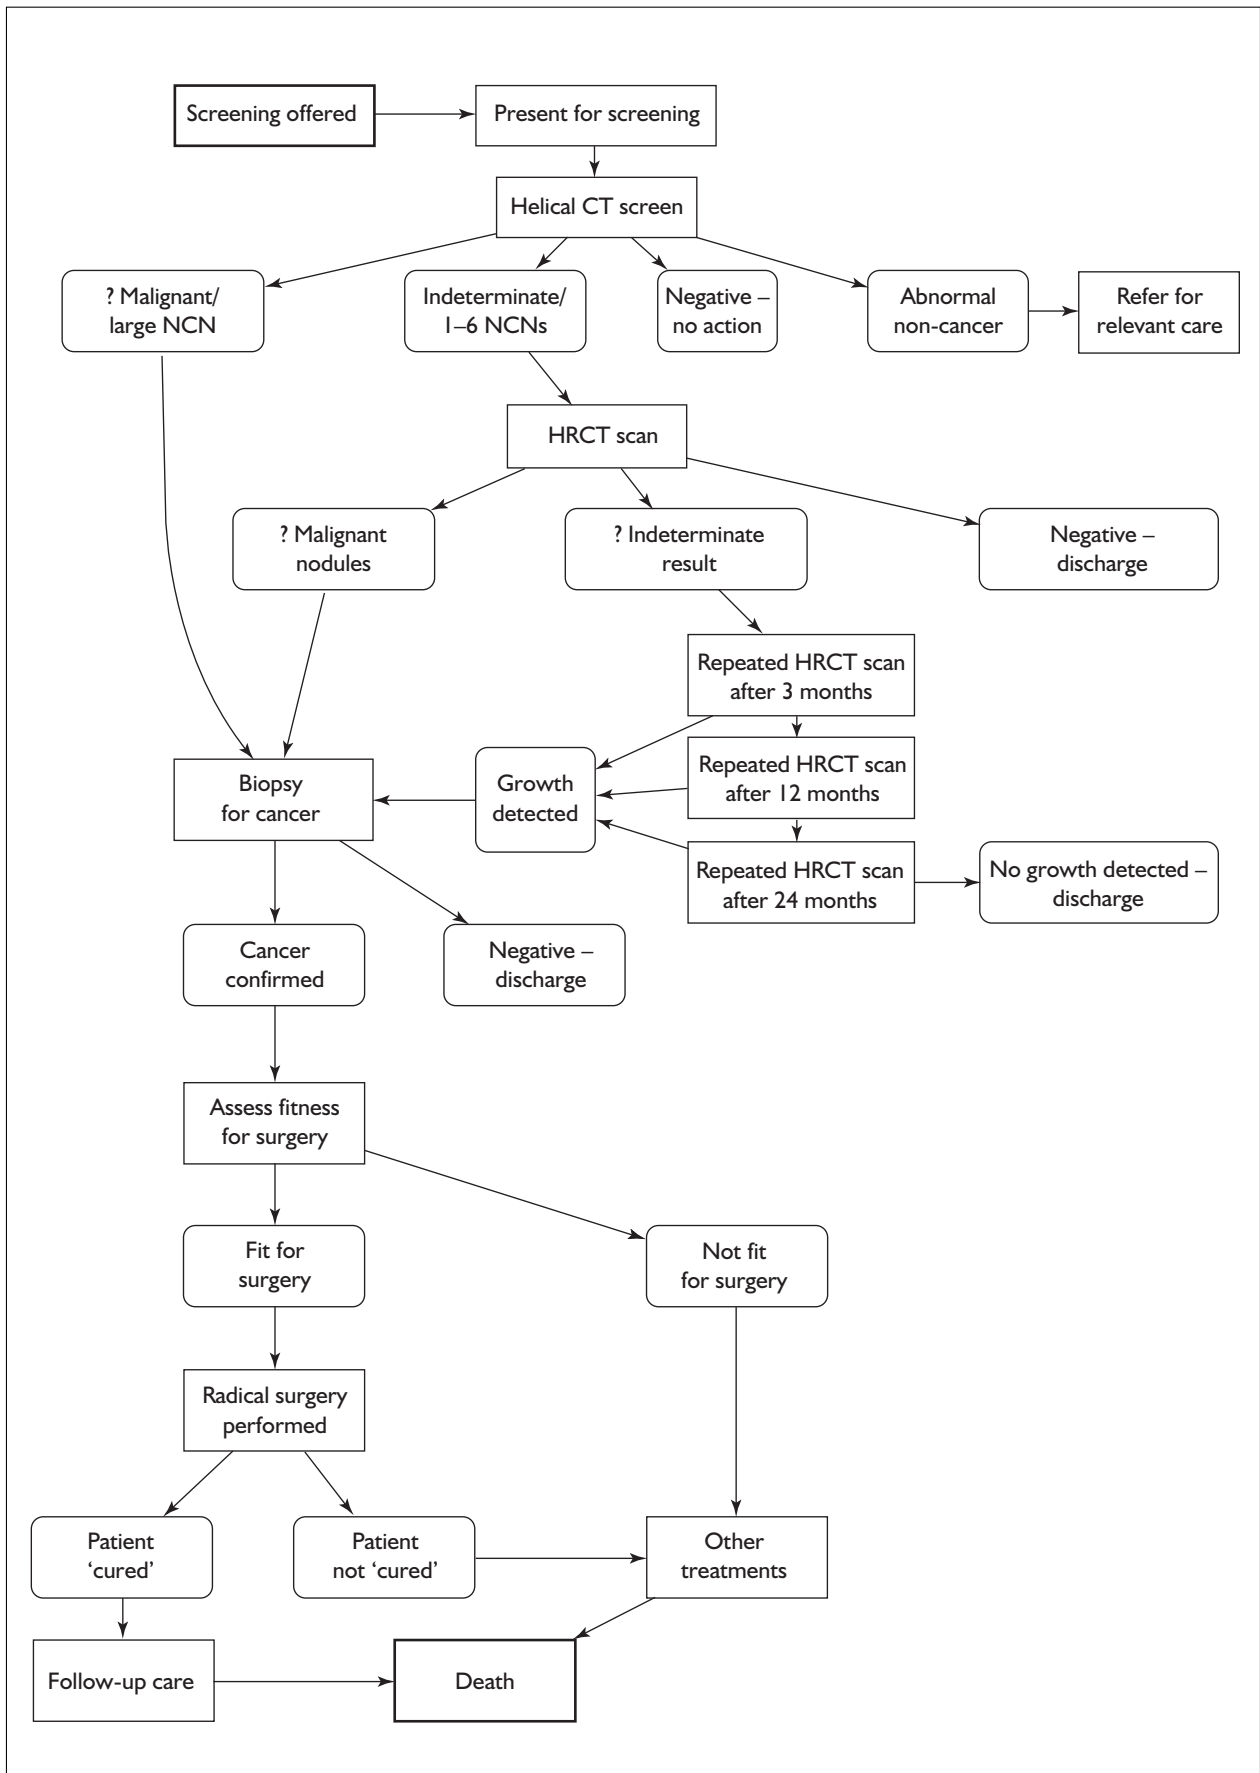 Screening offered
Present for screening
Helical CT screen
? Malignant/
large NCN
Indeterminate/
1–6 NCNs
Negative –
no action
Abnormal
non-cancer
Refer for
relevant care
HRCT scan
? Malignant
nodules
? Indeterminate
result
Negative –
discharge
Repeated HRCT scan
after 3 months
Repeated HRCT scan
after 12 months
Growth
detected
Biopsy
for cancer
Repeated HRCT scan
after 24 months
No growth detected –
discharge
Cancer
confirmed
Negative –
discharge
Assess fitness
for surgery
Fit for
surgery
Not fit
for surgery
Radical surgery
performed
Patient
‘cured’
Patient
not ‘cured’
Other
treatments
Follow-up care
Death